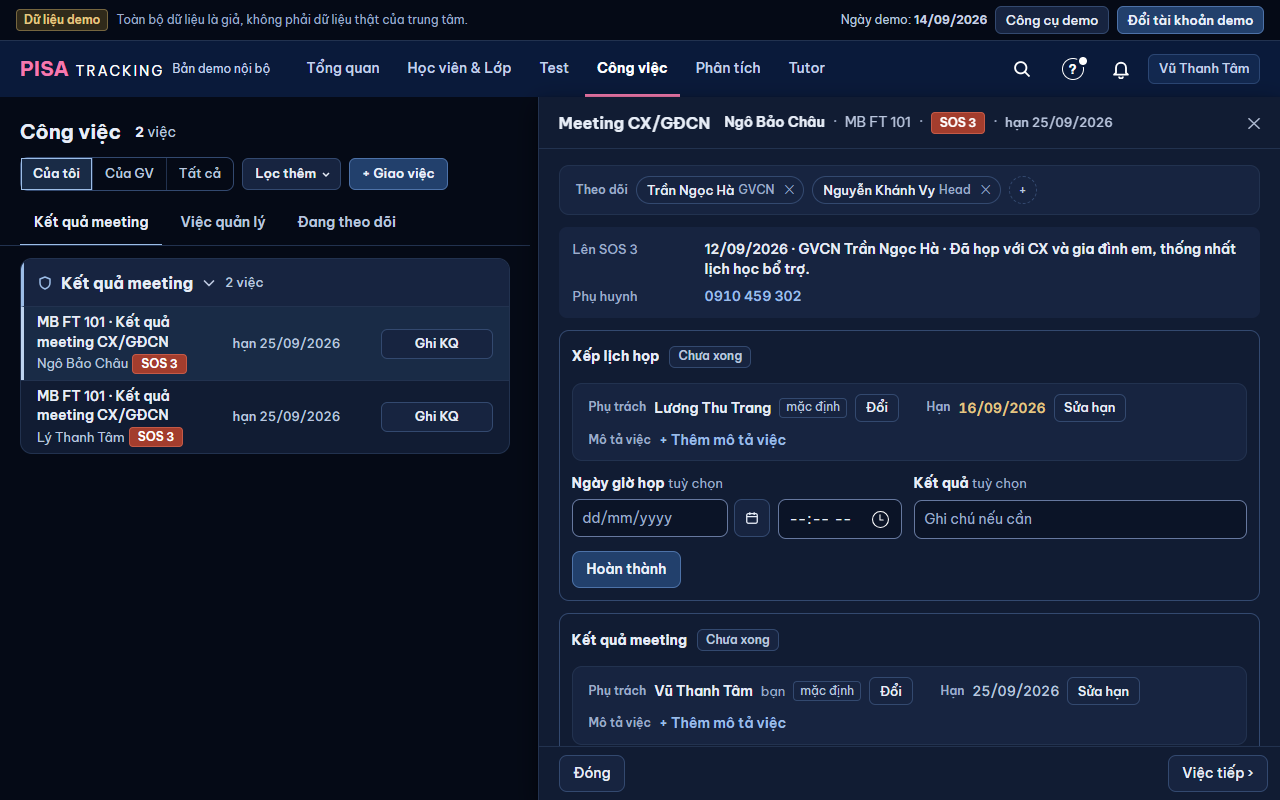 Dữ liệu demo Toàn bộ dữ liệu là giả, không phải dữ liệu thật của trung tâm. Ngày demo: 14/09/2026 Công cụ demo Đổi tài khoản demo
PISA TRACKING Bản demo nội bộ Tổng quan Học viên & Lớp Test Công việc Phân tích Tutor ? Vũ Thanh Tâm
Công việc 2 việc
Của tôi Của GV Tất cả Lọc thêm + Giao việc
Kết quả meeting Việc quản lý Đang theo dõi
Kết quả meeting 2 việc
MB FT 101 · Kết quả
meeting CX/GĐCN
Ngô Bảo Châu SOS 3
hạn 25/09/2026
Ghi KQ
MB FT 101 · Kết quả
meeting CX/GĐCN
Lý Thanh Tâm SOS 3
hạn 25/09/2026
Ghi KQ
Meeting CX/GĐCN Ngô Bảo Châu · MB FT 101 · SOS 3 · hạn 25/09/2026
Theo dõi Trần Ngọc Hà GVCN Nguyễn Khánh Vy Head +
Lên SOS 3 12/09/2026 · GVCN Trần Ngọc Hà · Đã họp với CX và gia đình em, thống nhất
lịch học bổ trợ.
Phụ huynh 0910 459 302
Xếp lịch họp Chưa xong
Phụ trách Lương Thu Trang mặc định Đổi Hạn 16/09/2026 Sửa hạn
Mô tả việc + Thêm mô tả việc
Ngày giờ họp tuỳ chọn Kết quả tuỳ chọn
dd/mm/yyyy --:-- -- Ghi chú nếu cần
Hoàn thành
Kết quả meeting Chưa xong
Phụ trách Vũ Thanh Tâm bạn mặc định Đổi Hạn 25/09/2026 Sửa hạn
Mô tả việc + Thêm mô tả việc
Đóng Việc tiếp ›